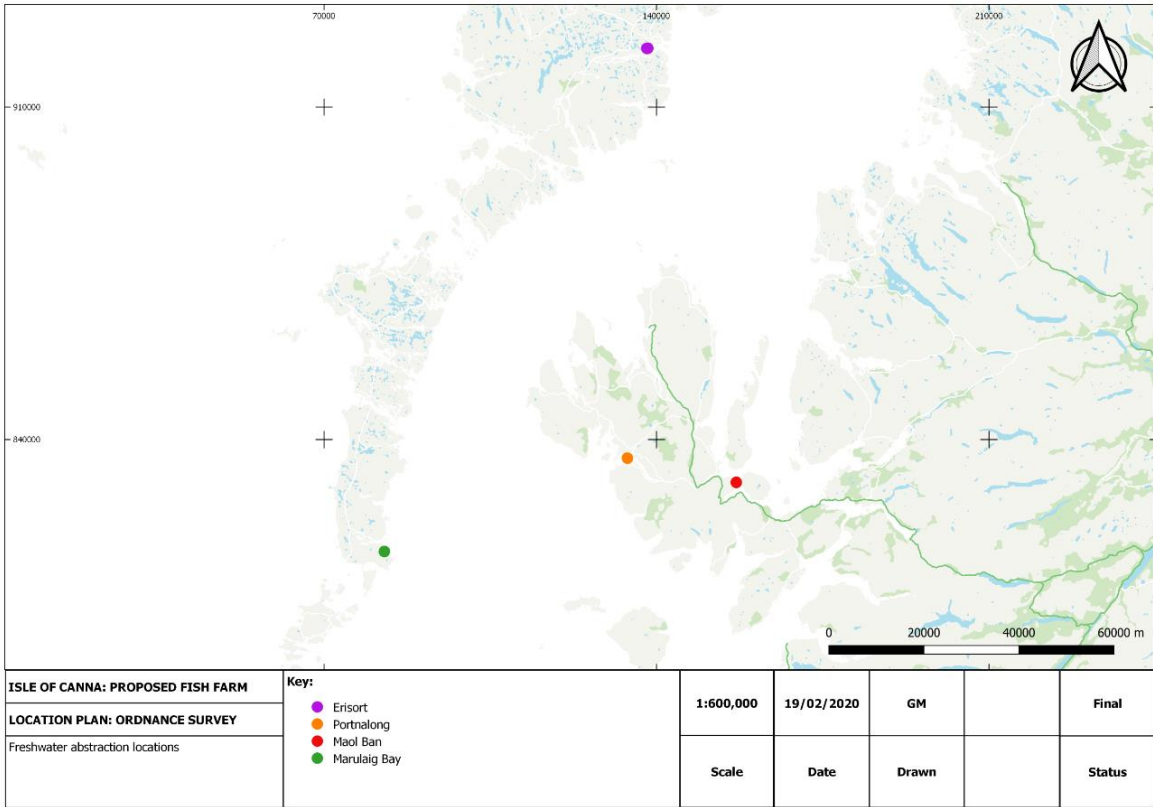 70000 140000 210000
910000
840000
0 20000 40000 60000 m
ISLE OF CANNA: PROPOSED FISH FARM
LOCATION PLAN: ORDNANCE SURVEY
Freshwater abstraction locations
Key:
Erisort
Portnalong
Maol Ban
Marulaig Bay
1:600,000 19/02/2020 GM Final
Scale Date Drawn Status